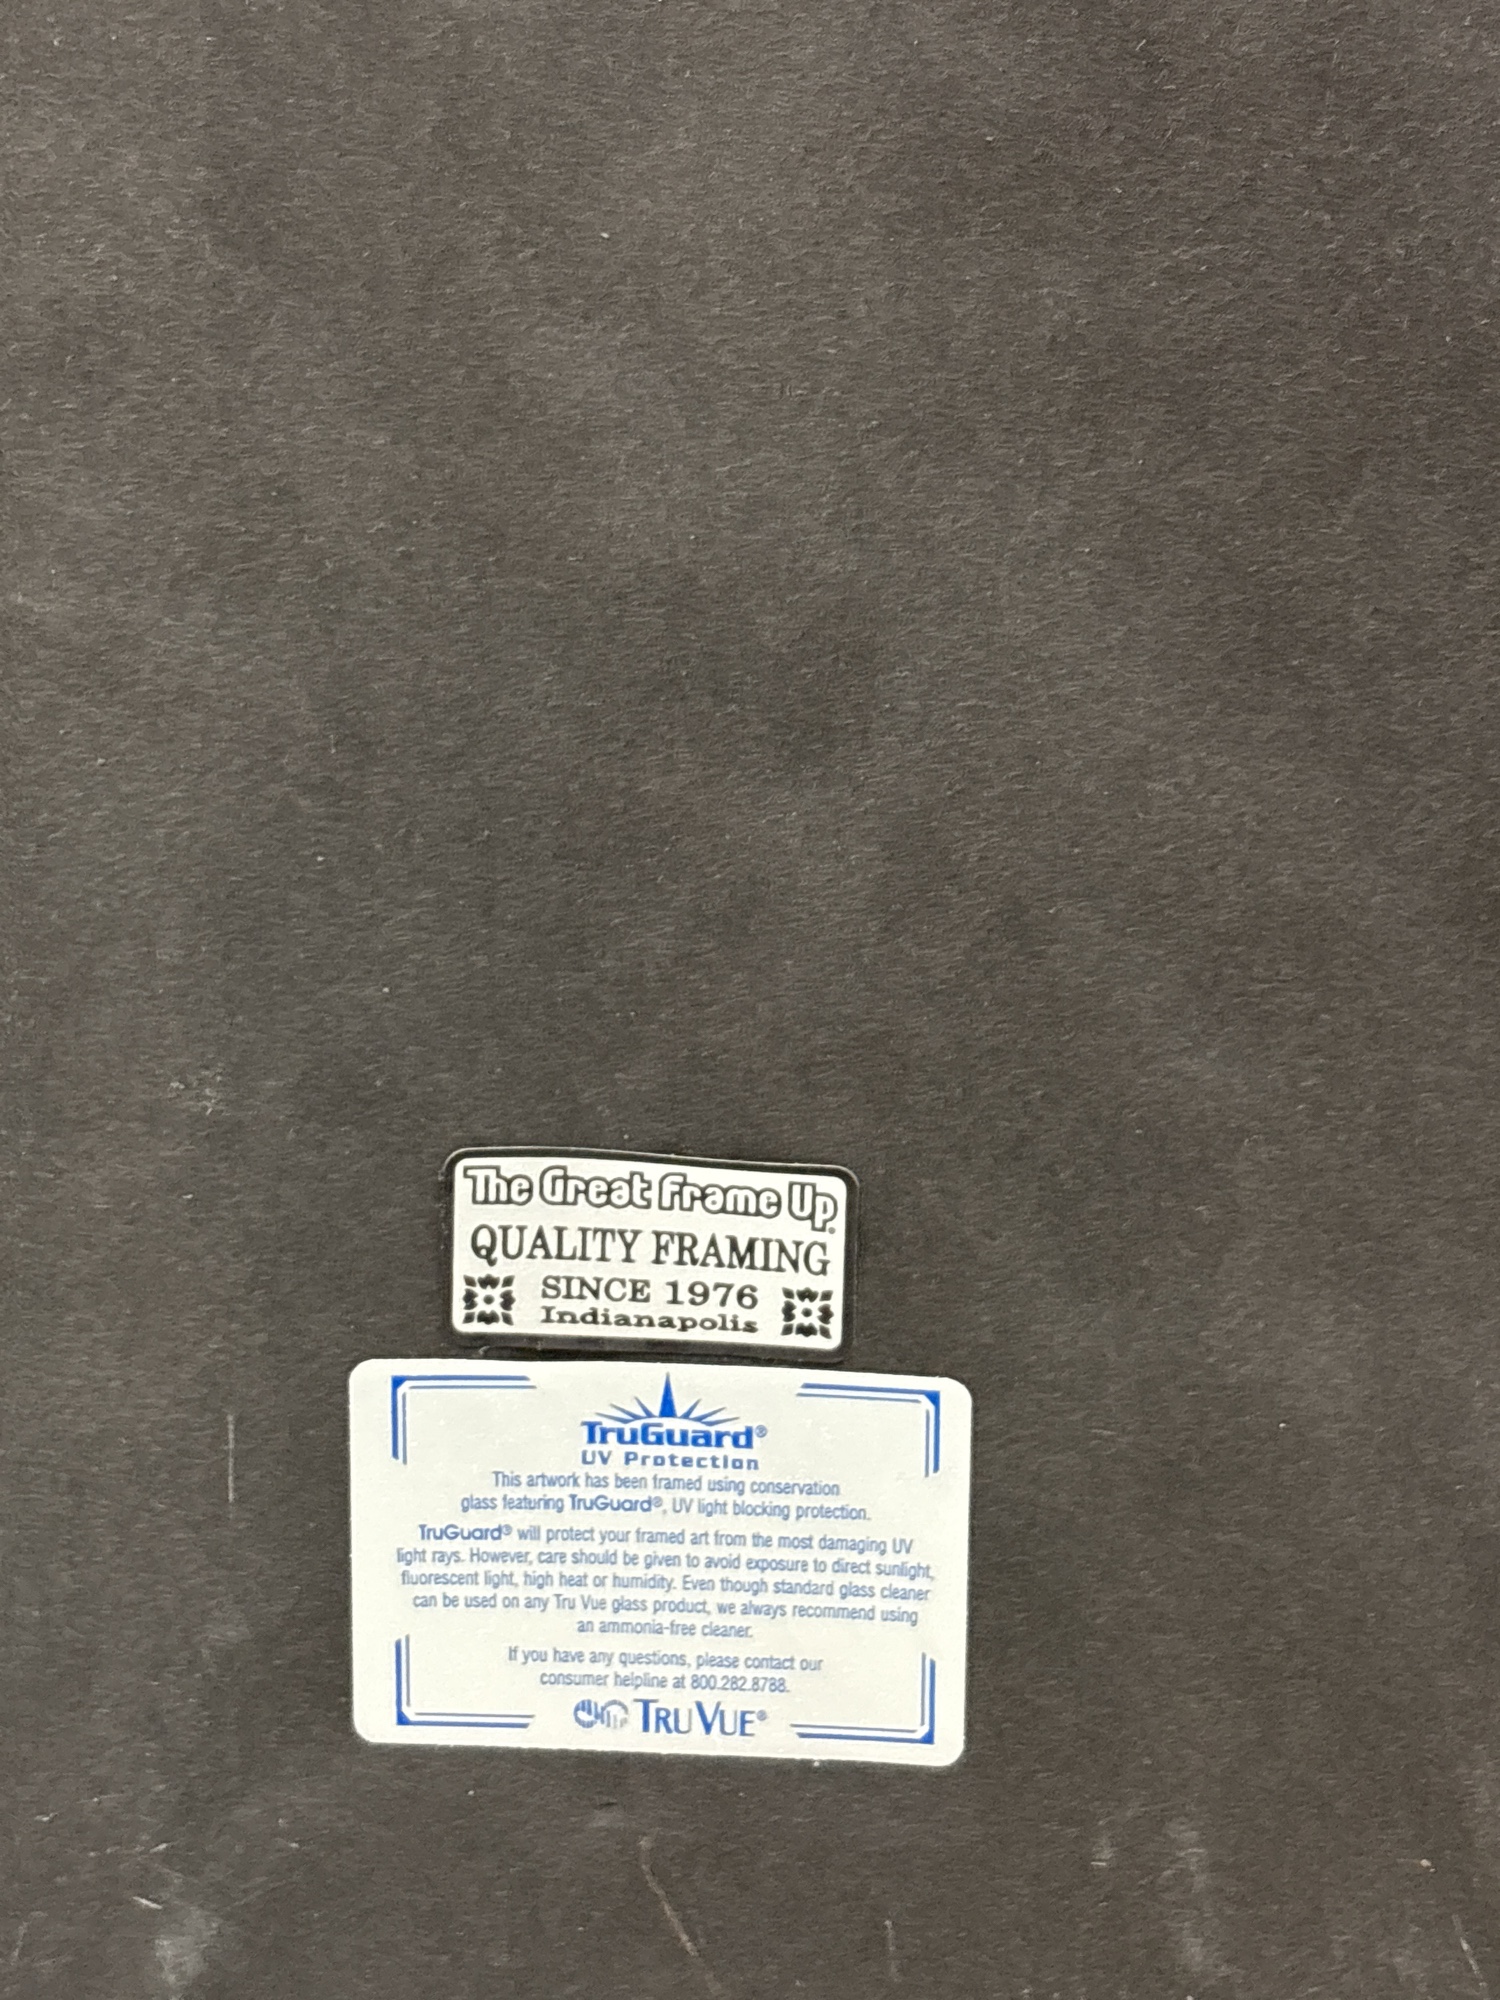 The Great Frame Up
QUALITY FRAMING
SINCE 1976
Indianapolis
TruGuard®
UV Protection
This artwork has been framed using conservation
glass featuring TruGuard®, UV light blocking protection.
TruGuard® will protect your framed art from the most damaging UV
light rays. However, care should be given to avoid exposure to direct sunlight,
fluorescent light, high heat or humidity. Even though standard glass cleaner
can be used on any Tru Vue glass product, we always recommend using
an ammonia-free cleaner.
If you have any questions, please contact our
consumer helpline at 800.282.8788.
TRU VUE®